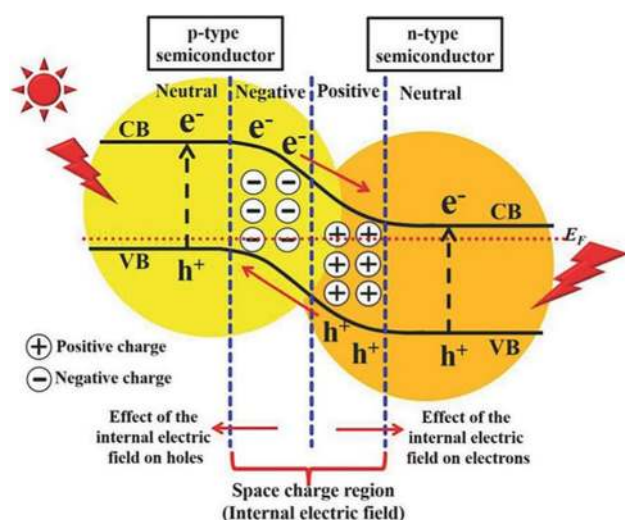 p-type
semiconductor
n-type
semiconductor
Neutral
Negative
Positive
Neutral
CB
e-
e-
e-
e-
CB
E_F
VB
h+
h+
h+
h+
VB
+ Positive charge
- Negative charge
Effect of the
internal electric
field on holes
Effect of the
internal electric
field on electrons
Space charge region
(Internal electric field)